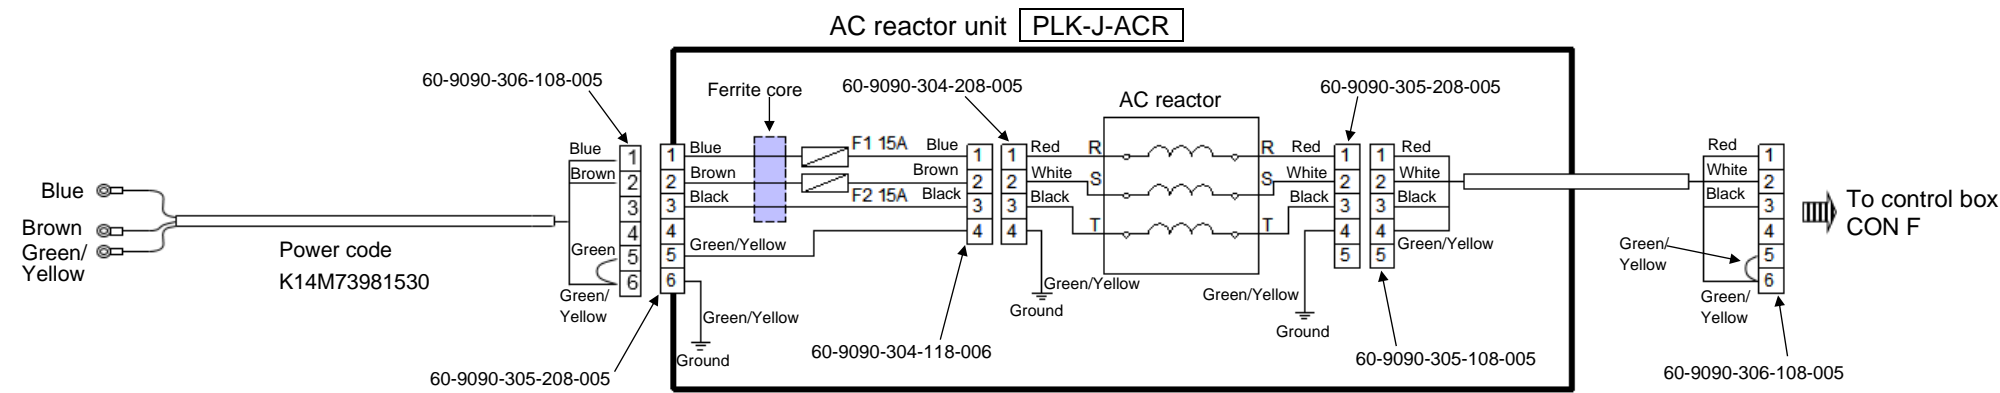 AC reactor unit PLK-J-ACR
60-9090-306-108-005
Ferrite core
60-9090-304-208-005
AC reactor
60-9090-305-208-005
Blue
Brown
Green/
Yellow
Power code
K14M73981530
Blue
Brown
Green
Green/
Yellow
1
2
3
4
5
6
1
2
3
4
5
6
60-9090-305-208-005
Blue
Brown
Black
Green/Yellow
Green/Yellow
Ground
F1 15A
F2 15A
Blue
Brown
Black
1
2
3
4
60-9090-304-118-006
1
2
3
4
Red
White
Black
Green/Yellow
Ground
R
S
T
R
S
T
Red
White
Black
Green/Yellow
Ground
1
2
3
4
5
1
2
3
4
5
Red
White
Black
Green/Yellow
60-9090-305-108-005
Red
White
Black
Green/
Yellow
Green/
Yellow
1
2
3
4
5
6
60-9090-306-108-005
To control box
CON F